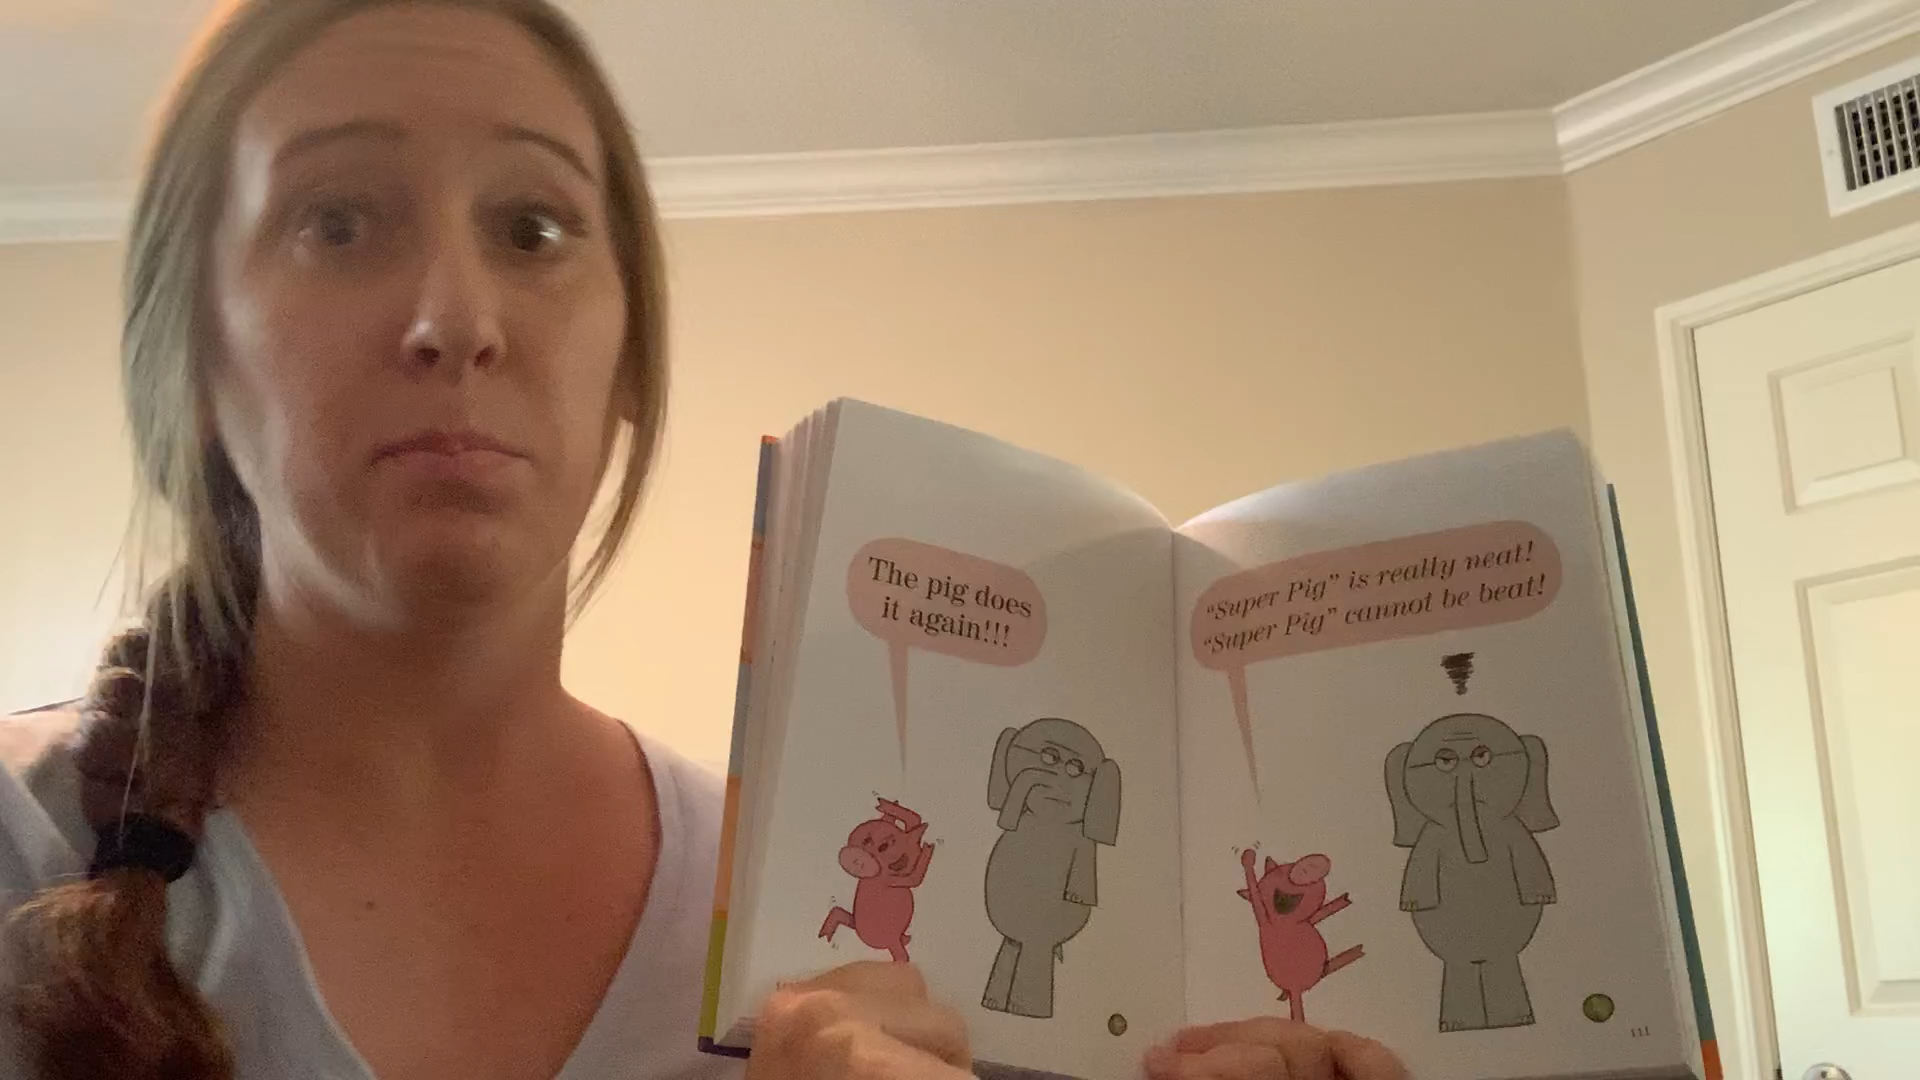 The pig does
it again!!!
"Super Pig" is really neat!
"Super Pig" cannot be beat!
111